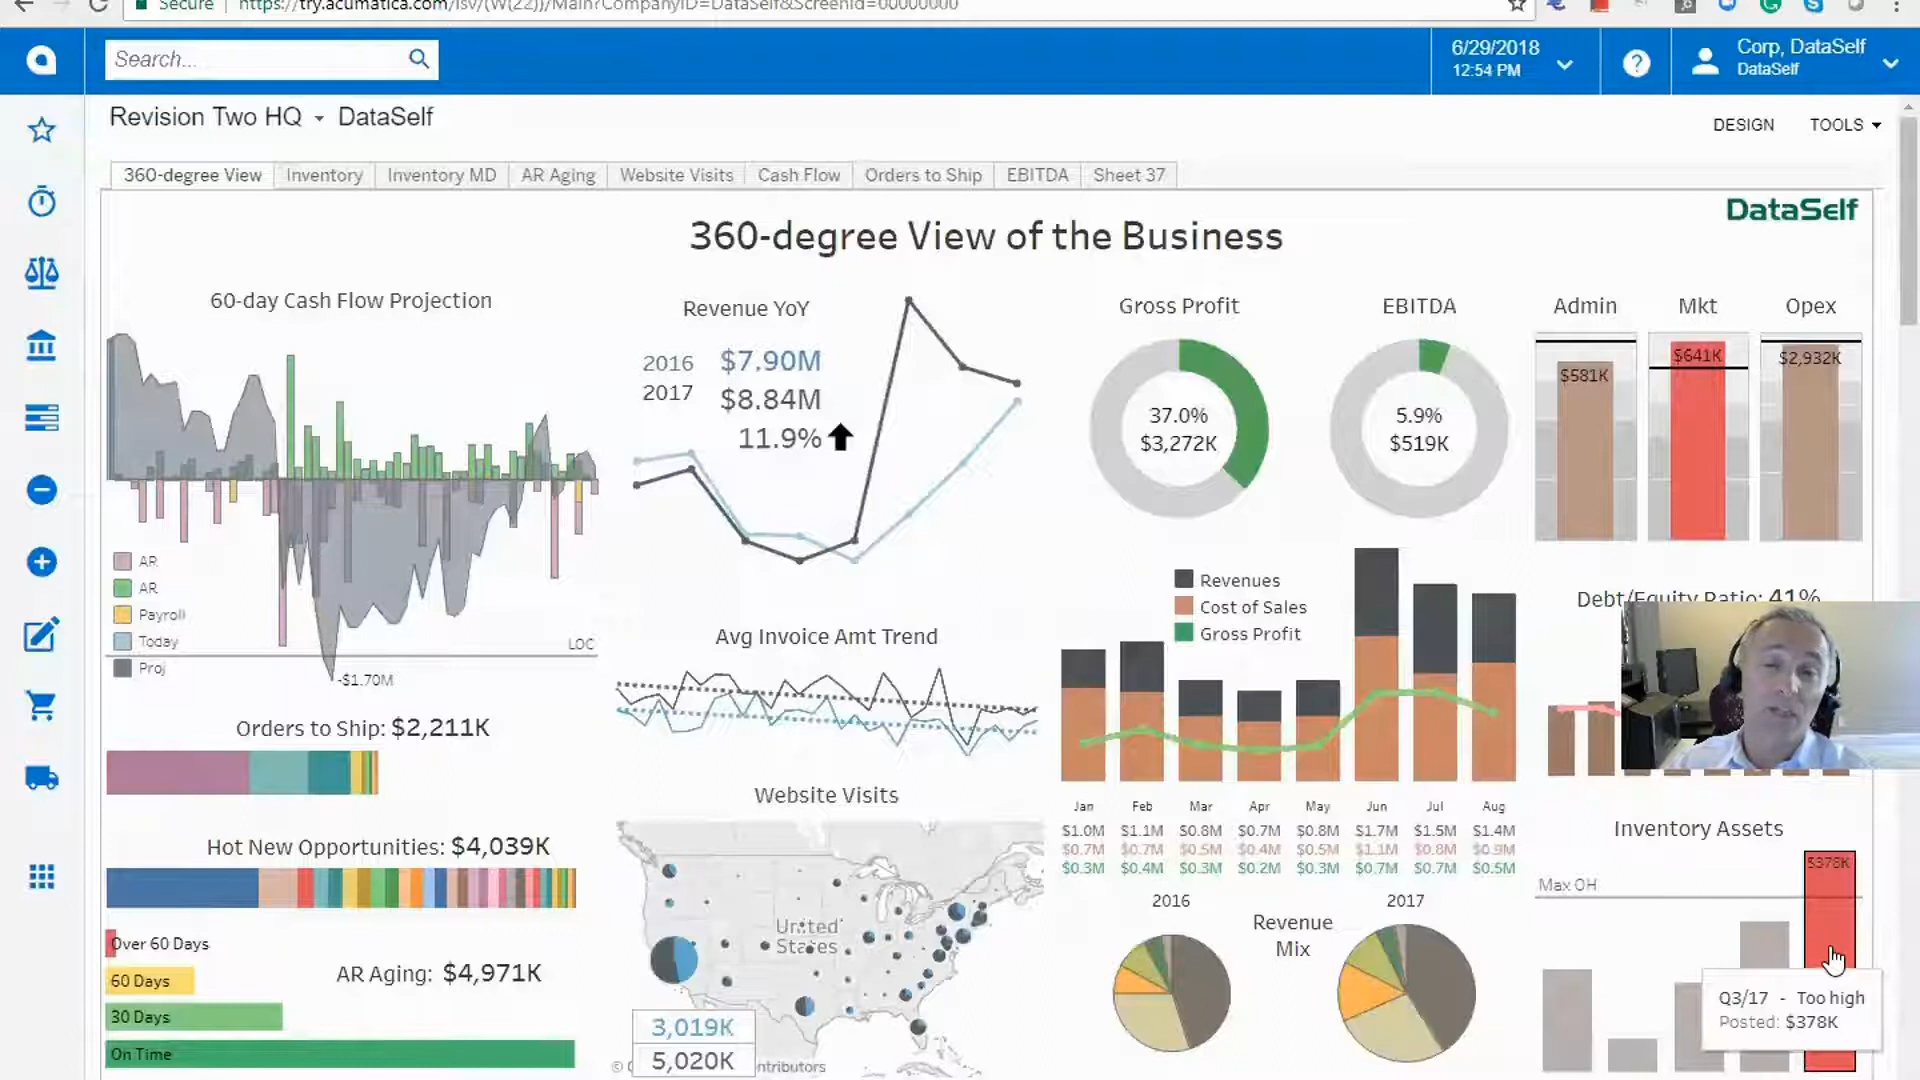 Secure
https://try.acumatica.com/isv/(W(22))/Main?CompanyID=DataSelf&ScreenId=00000000
Search...
6/29/2018
12:54 PM
Corp, DataSelf
DataSelf
Revision Two HQ
DataSelf
DESIGN
TOOLS
360-degree View
Inventory
Inventory MD
AR Aging
Website Visits
Cash Flow
Orders to Ship
EBITDA
Sheet 37
DataSelf
360-degree View of the Business
60-day Cash Flow Projection
AR
AR
Payroll
Today
Proj
LOC
-$1.70M
Orders to Ship: $2,211K
Hot New Opportunities: $4,039K
Over 60 Days
60 Days
30 Days
On Time
AR Aging: $4,971K
Revenue YoY
2016 $7.90M
2017 $8.84M
11.9%
Avg Invoice Amt Trend
Website Visits
United
States
3,019K
5,020K
ntributors
Gross Profit
37.0%
$3,272K
EBITDA
5.9%
$519K
Revenues
Cost of Sales
Gross Profit
Jan Feb Mar Apr May Jun Jul Aug
$1.0M $1.1M $0.8M $0.7M $0.8M $1.7M $1.5M $1.4M
$0.7M $0.7M $0.5M $0.4M $0.5M $1.1M $0.8M $0.9M
$0.3M $0.4M $0.3M $0.2M $0.3M $0.7M $0.7M $0.5M
2016
Revenue
Mix
2017
Admin
Mkt
Opex
$581K
$641K
$2,932K
Debt/Equity Ratio: 41%
Inventory Assets
Max OH
$378K
Q3/17 - Too high
Posted: $378K